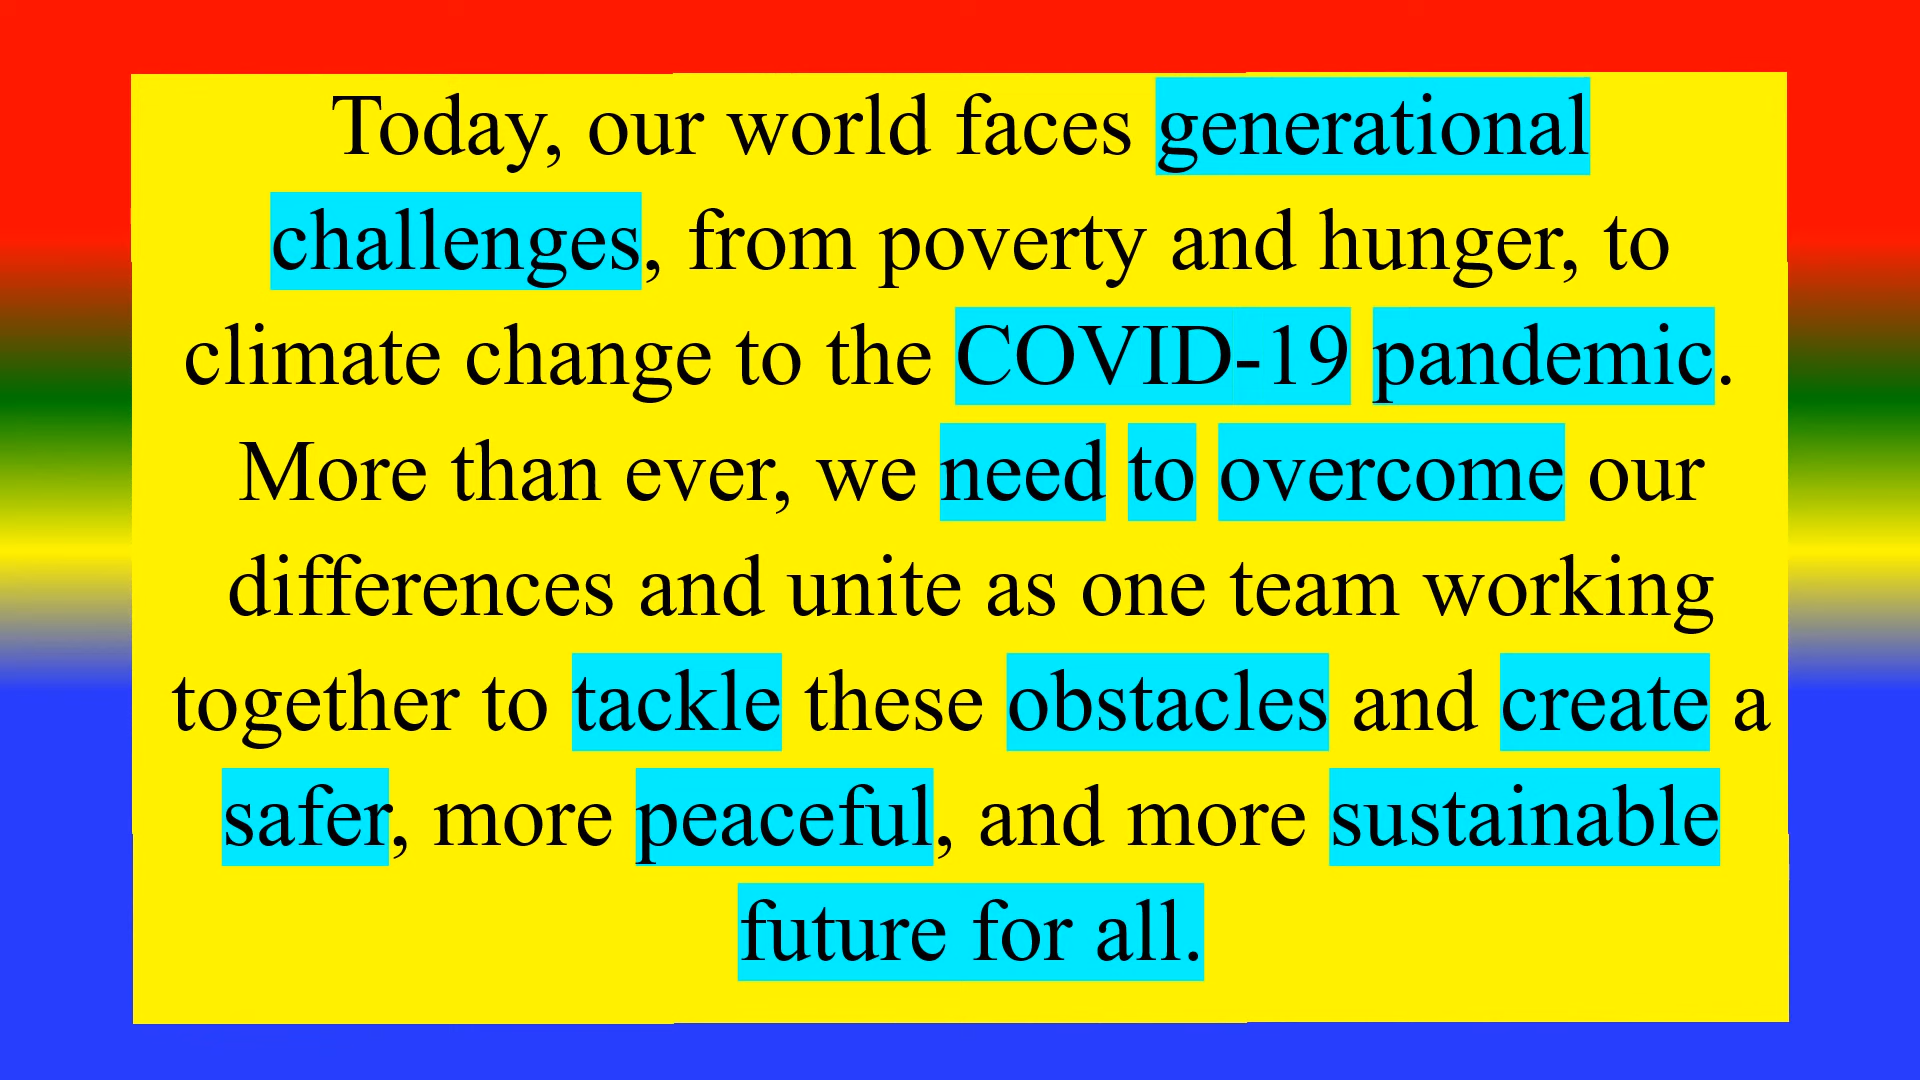 Today, our world faces generational
challenges, from poverty and hunger, to
climate change to the COVID-19 pandemic.
More than ever, we need to overcome our
differences and unite as one team working
together to tackle these obstacles and create a
safer, more peaceful, and more sustainable
future for all.